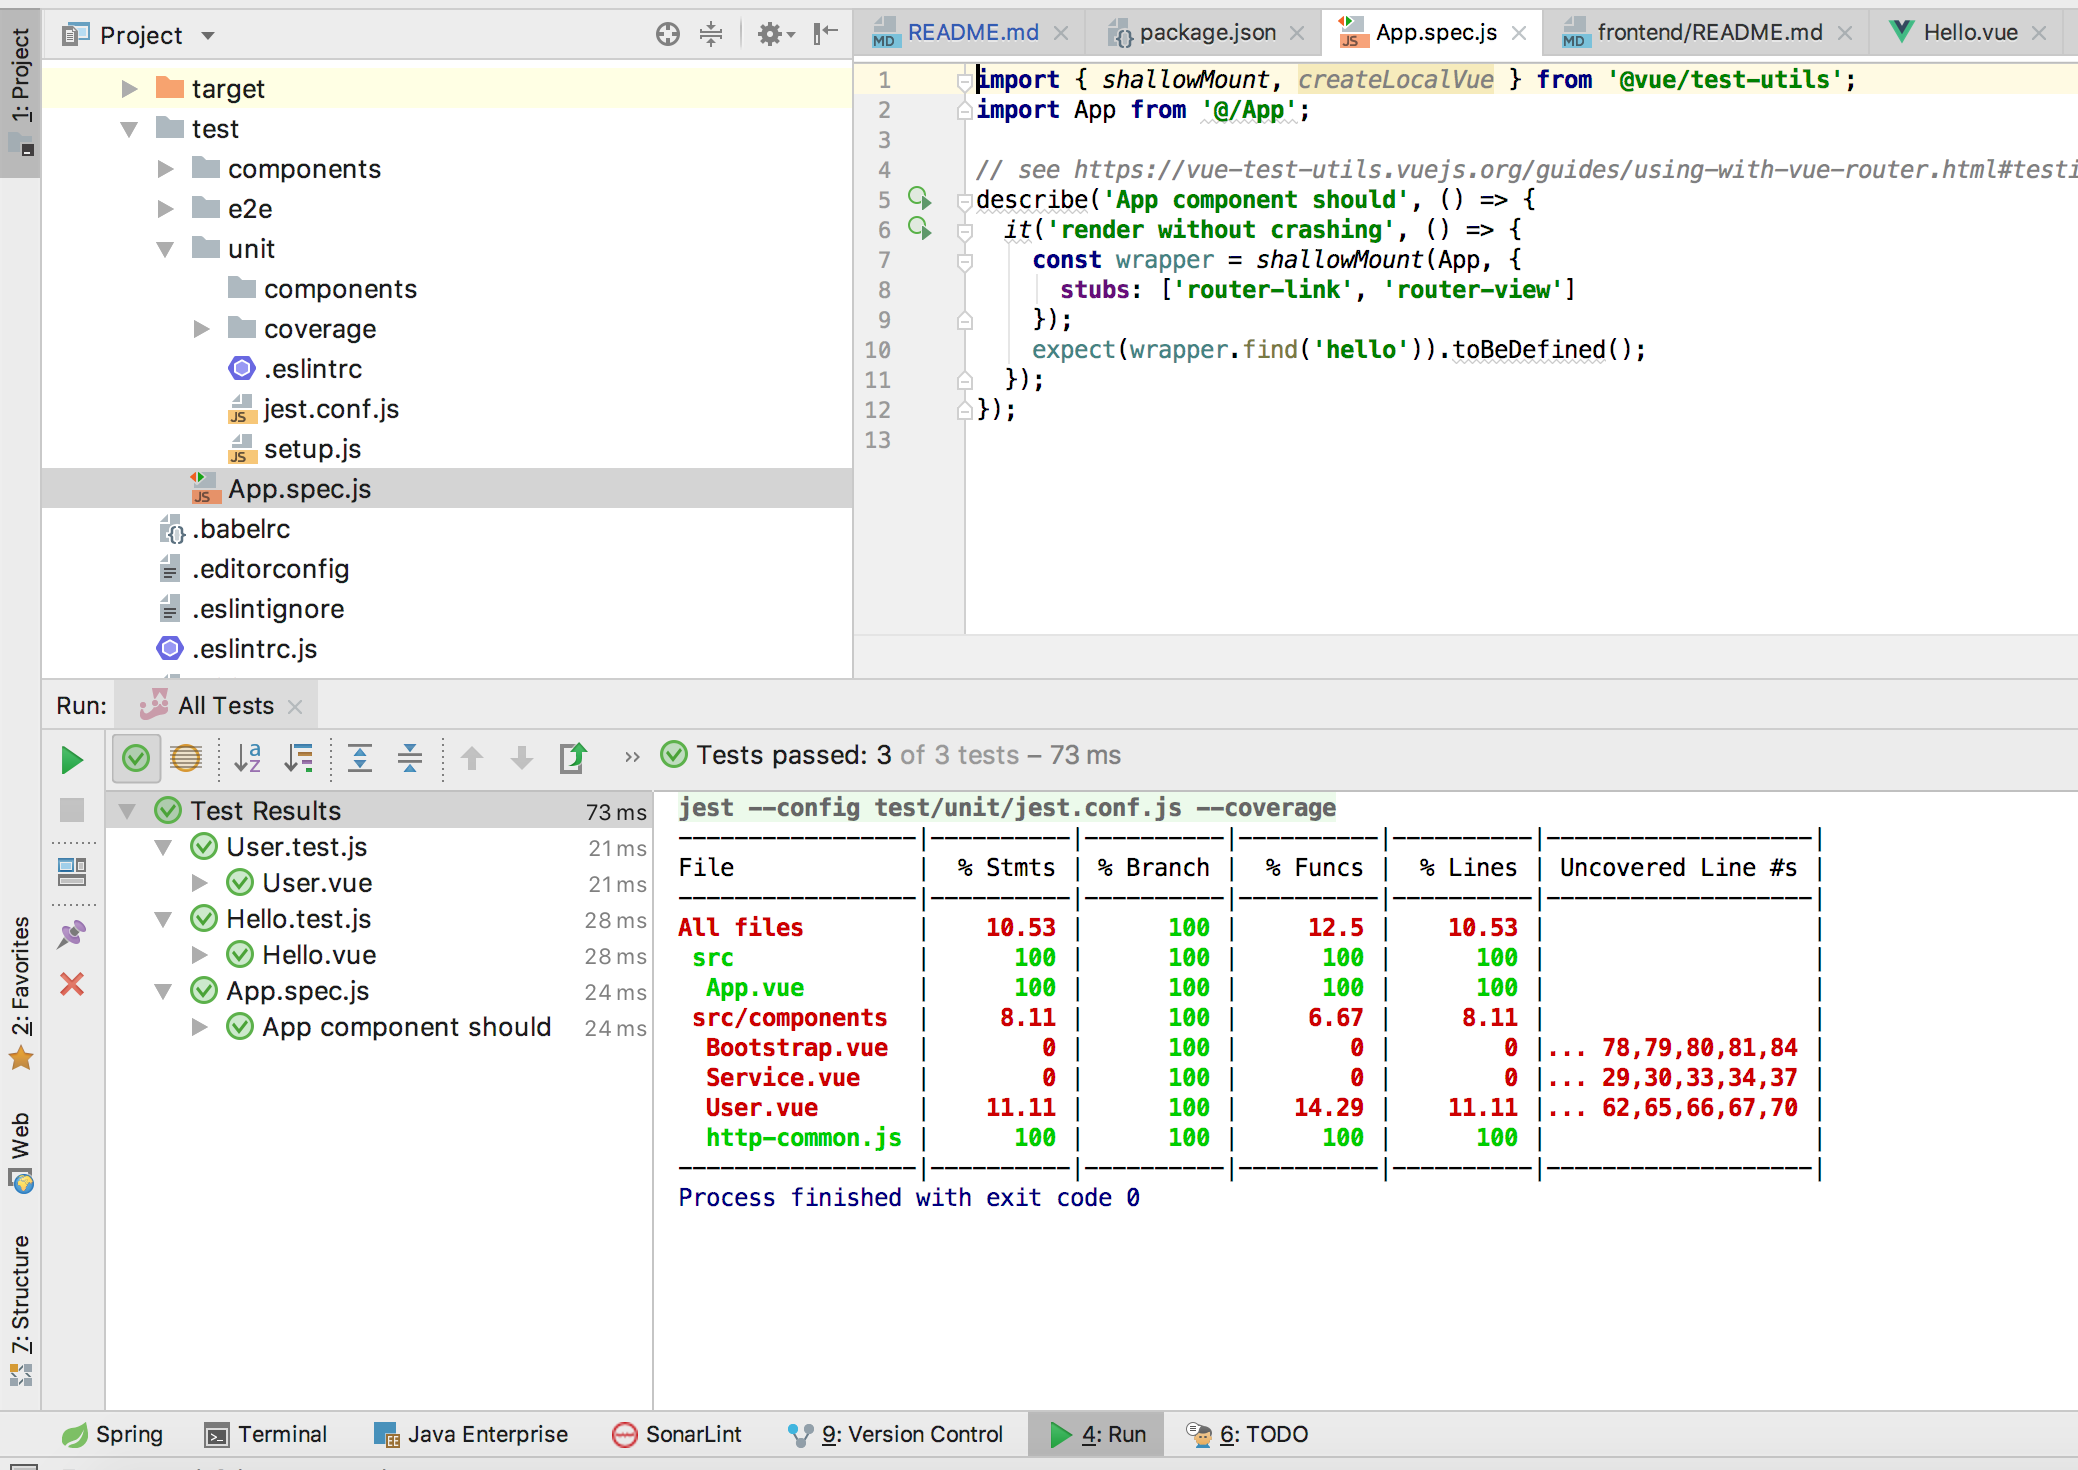 1: Project
Project
target
test
components
e2e
unit
components
coverage
.eslintrc
jest.conf.js
setup.js
App.spec.js
.babelrc
.editorconfig
.eslintignore
.eslintrc.js
README.md
package.json
App.spec.js
frontend/README.md
Hello.vue
1 import { shallowMount, createLocalVue } from '@vue/test-utils';
2 import App from '@/App';
3
4 // see https://vue-test-utils.vuejs.org/guides/using-with-vue-router.html#testi
5 describe('App component should', () => {
6 it('render without crashing', () => {
7 const wrapper = shallowMount(App, {
8 stubs: ['router-link', 'router-view']
9 });
10 expect(wrapper.find('hello')).toBeDefined();
11 });
12 });
13
Run: All Tests
Tests passed: 3 of 3 tests – 73 ms
Test Results 73 ms
User.test.js 21 ms
User.vue 21 ms
Hello.test.js 28 ms
Hello.vue 28 ms
App.spec.js 24 ms
App component should 24 ms
jest --config test/unit/jest.conf.js --coverage
-----------------|----------|----------|----------|----------|-------------------|
File | % Stmts | % Branch | % Funcs | % Lines | Uncovered Line #s |
-----------------|----------|----------|----------|----------|-------------------|
All files | 10.53 | 100 | 12.5 | 10.53 | |
src | 100 | 100 | 100 | 100 | |
App.vue | 100 | 100 | 100 | 100 | |
src/components | 8.11 | 100 | 6.67 | 8.11 | |
Bootstrap.vue | 0 | 100 | 0 | 0 |... 78,79,80,81,84 |
Service.vue | 0 | 100 | 0 | 0 |... 29,30,33,34,37 |
User.vue | 11.11 | 100 | 14.29 | 11.11 |... 62,65,66,67,70 |
http-common.js | 100 | 100 | 100 | 100 | |
-----------------|----------|----------|----------|----------|-------------------|
Process finished with exit code 0
2: Favorites
Web
7: Structure
Spring
Terminal
Java Enterprise
SonarLint
9: Version Control
4: Run
6: TODO